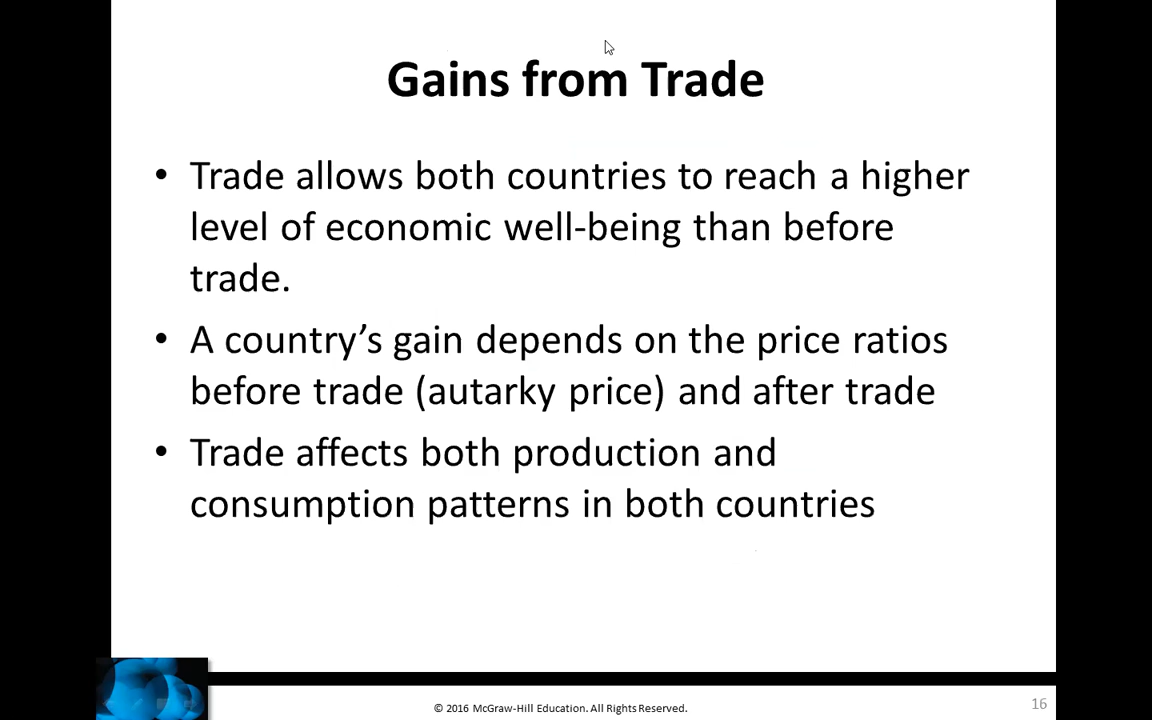 Gains from Trade
• Trade allows both countries to reach a higher
level of economic well-being than before
trade.
• A country’s gain depends on the price ratios
before trade (autarky price) and after trade
• Trade affects both production and
consumption patterns in both countries
© 2016 McGraw-Hill Education. All Rights Reserved.
16